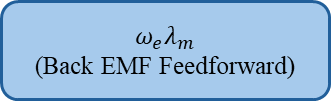 ωₑλₘ
(Back EMF Feedforward)